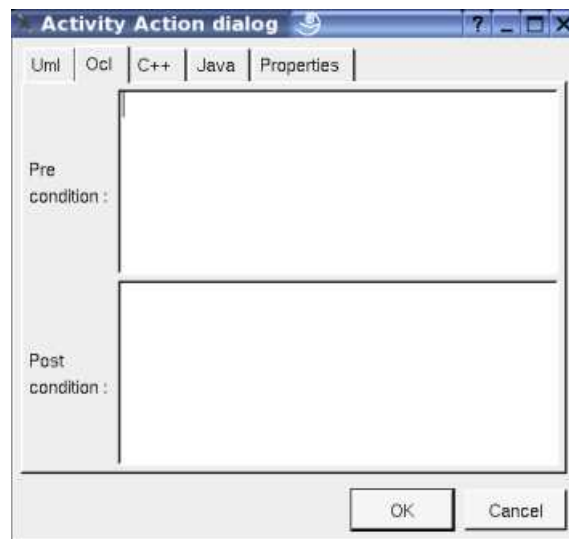 Activity Action dialog
Uml Ocl C++ Java Properties
Pre
condition :
Post
condition :
OK Cancel